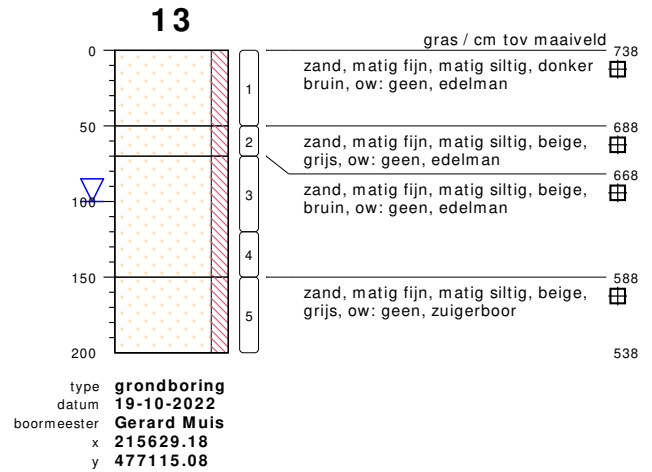 13
gras / cm tov maaiveld
0
738
zand, matig fijn, matig siltig, donker
bruin, ow: geen, edelman
1
50
688
zand, matig fijn, matig siltig, beige,
grijs, ow: geen, edelman
2
668
zand, matig fijn, matig siltig, beige,
bruin, ow: geen, edelman
3
100
4
150
588
zand, matig fijn, matig siltig, beige,
grijs, ow: geen, zuigerboor
5
200
538
type grondboring
datum 19-10-2022
boormeester Gerard Muis
x 215629.18
y 477115.08